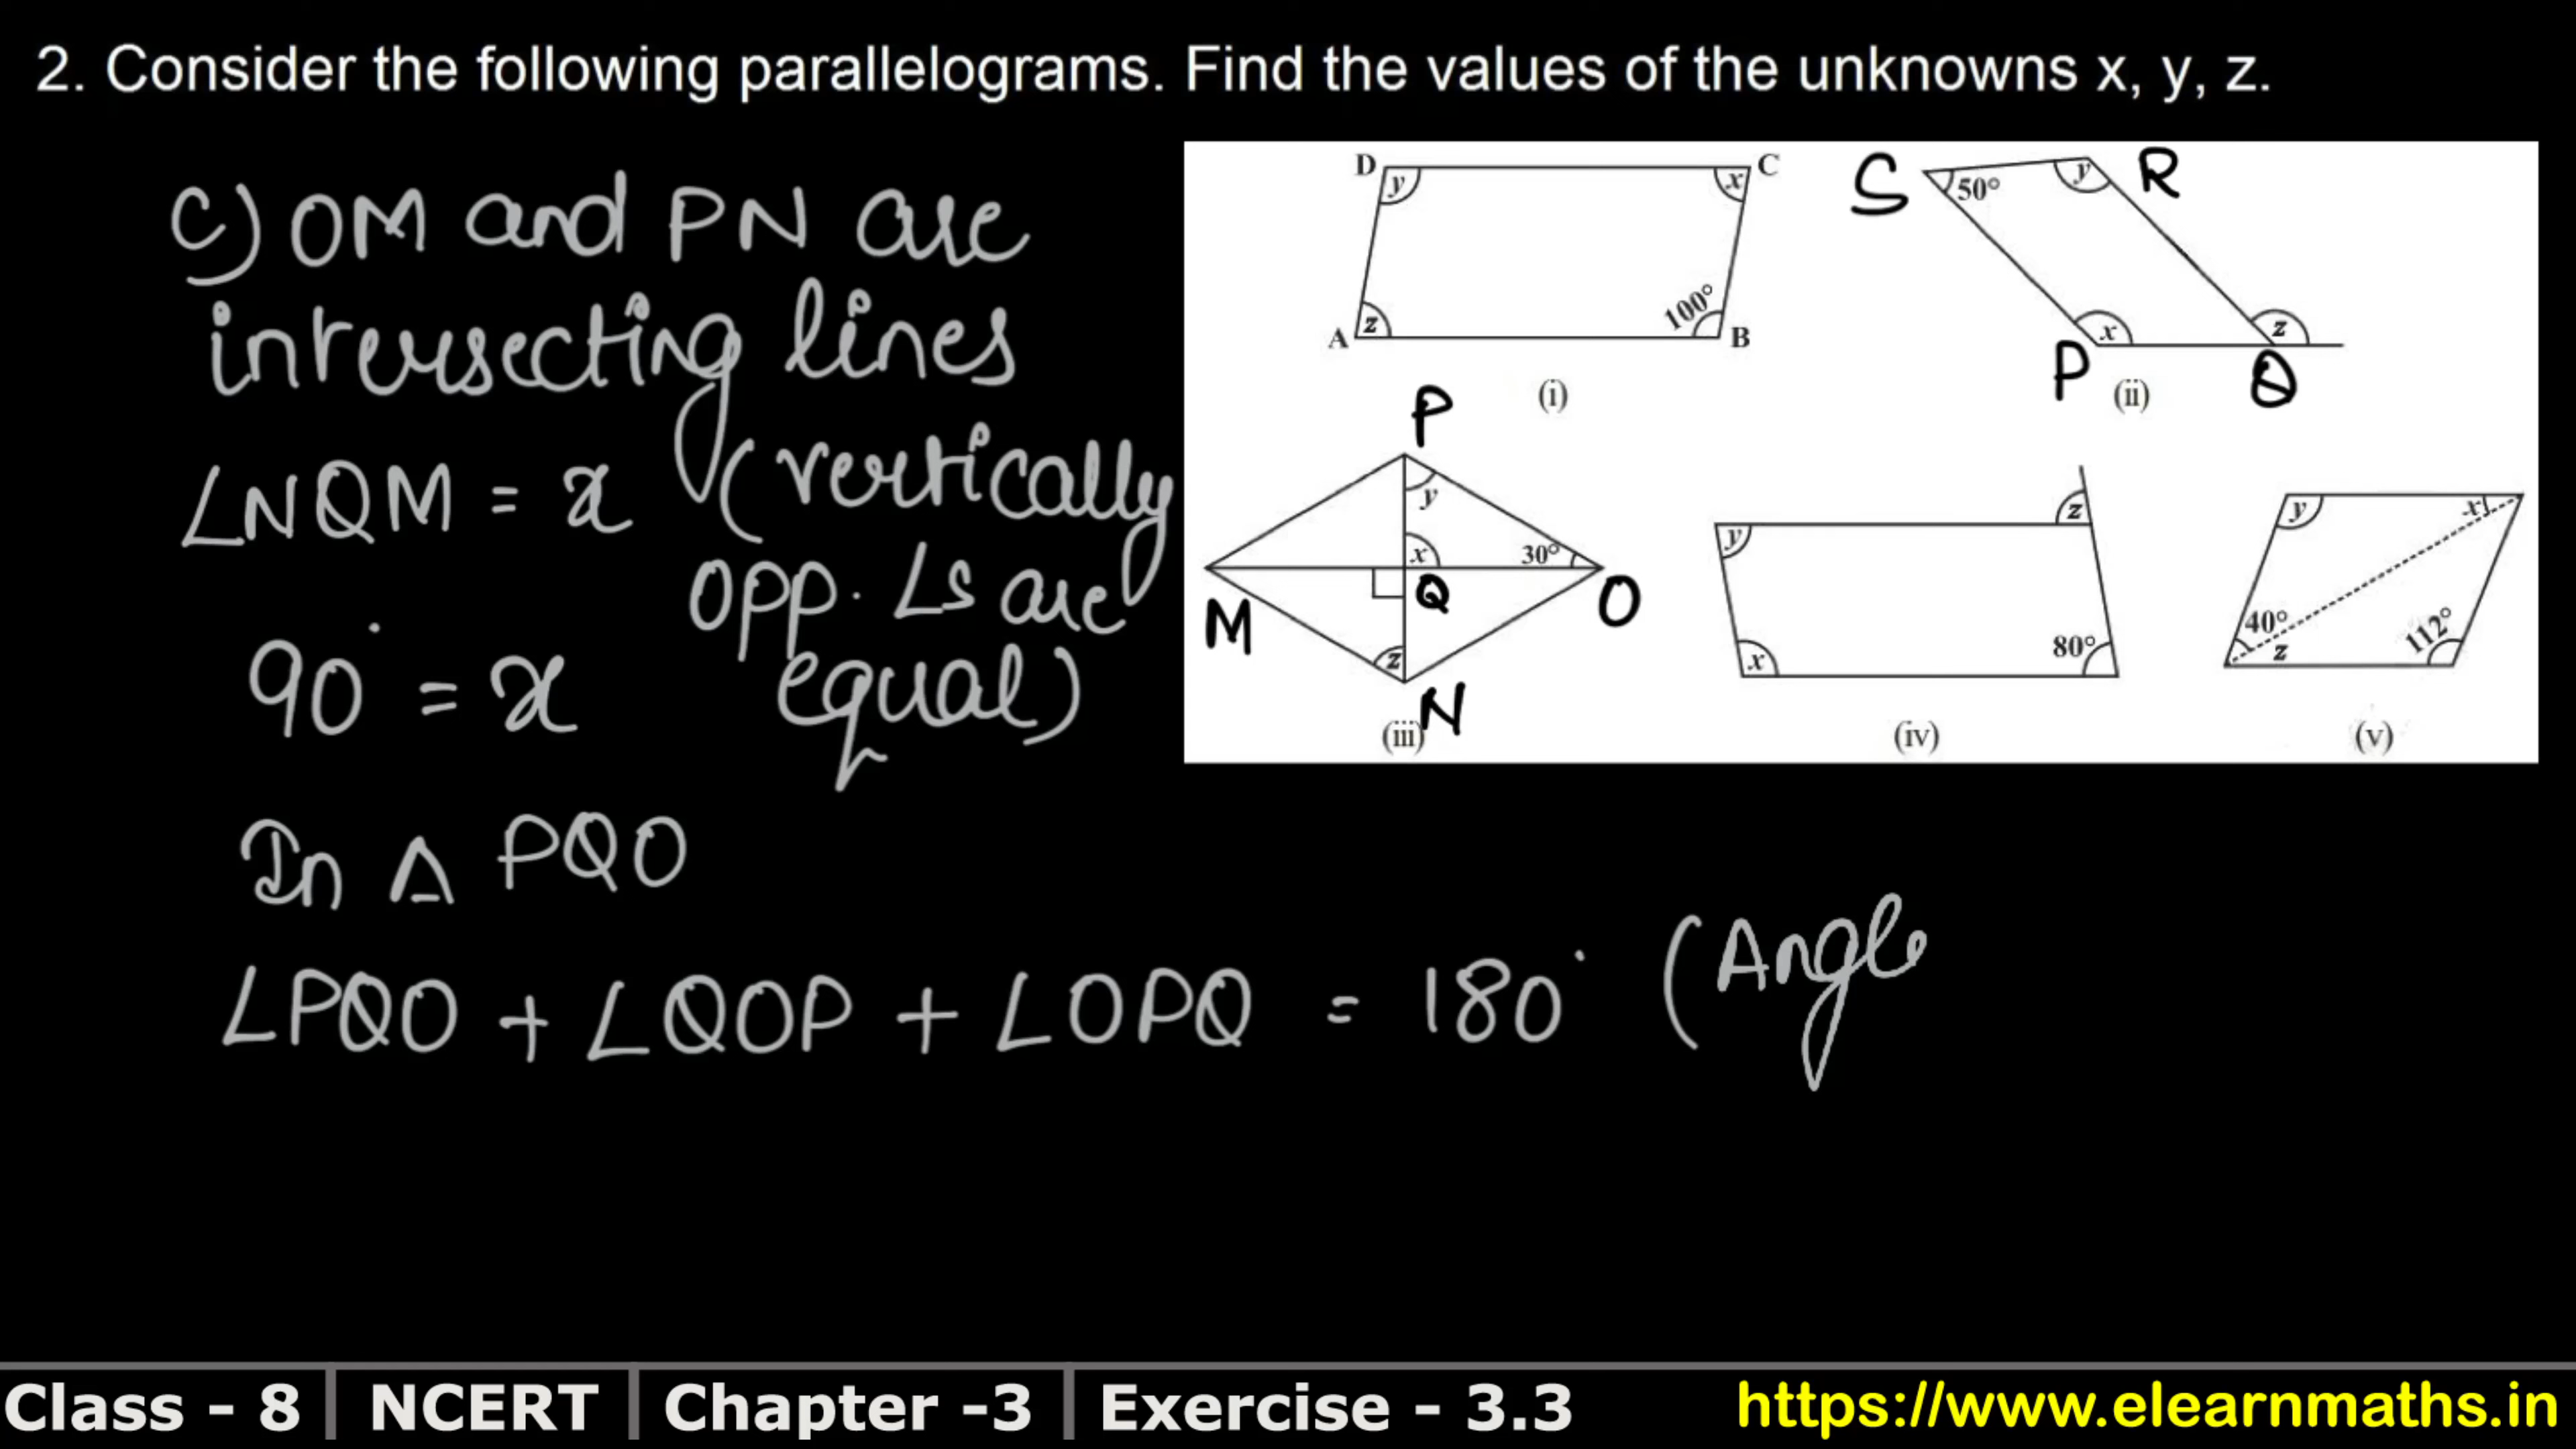 2. Consider the following parallelograms. Find the values of the unknowns x, y, z.
C) OM and PN are
intersecting lines
∠NQM = x (vertically
opp. ∠s are
equal)
90° = x
In Δ PQO
∠PQO + ∠QOP + ∠OPQ = 180° (Angle
D y x C
A z 100° B
(i)
S 50° y R
P x Q z
(ii)
P
y
x 30°
M Q O
z
N
(iii)
z
y
x 80°
(iv)
y x
40°
z 112°
(v)
Class - 8 | NCERT | Chapter -3 | Exercise - 3.3 https://www.elearnmaths.in